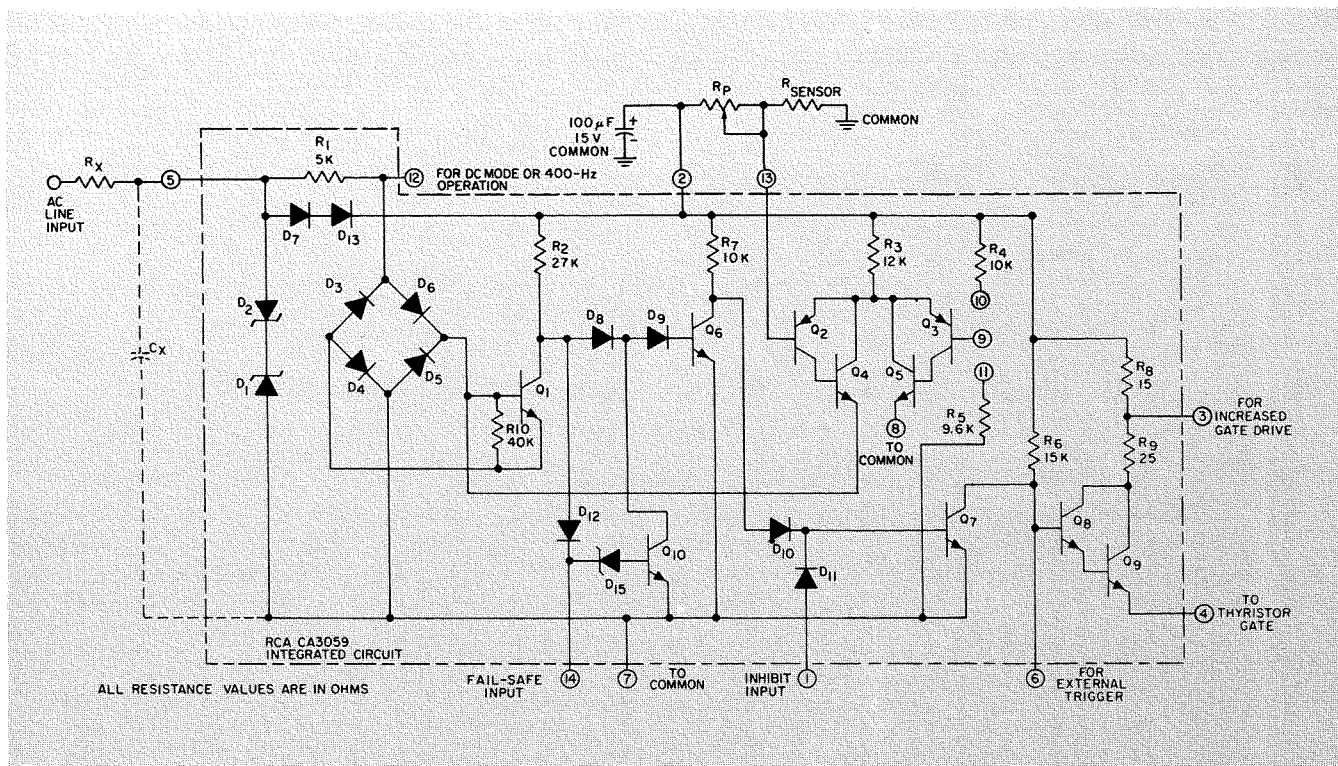 RP
RSENSOR
COMMON
100 µF
15 V
COMMON
+
-
R1
5K
12
FOR DC MODE OR 400-Hz
OPERATION
RX
5
AC
LINE
INPUT
2
13
D7
D13
R2
27K
R7
10K
R3
12K
R4
10K
10
D3
D6
D2
D8
D9
Q6
Q2
Q3
9
CX
D1
D4
D5
Q1
Q4
Q5
11
R8
15
R10
40K
8
TO
COMMON
R5
9.6K
3
FOR
INCREASED
GATE DRIVE
R6
15K
R9
25
D12
D15
Q10
D10
D11
Q7
Q8
Q9
4
TO
THYRISTOR
GATE
RCA CA3059
INTEGRATED CIRCUIT
ALL RESISTANCE VALUES ARE IN OHMS
FAIL-SAFE
INPUT
14
7
TO
COMMON
INHIBIT
INPUT
1
6
FOR
EXTERNAL
TRIGGER